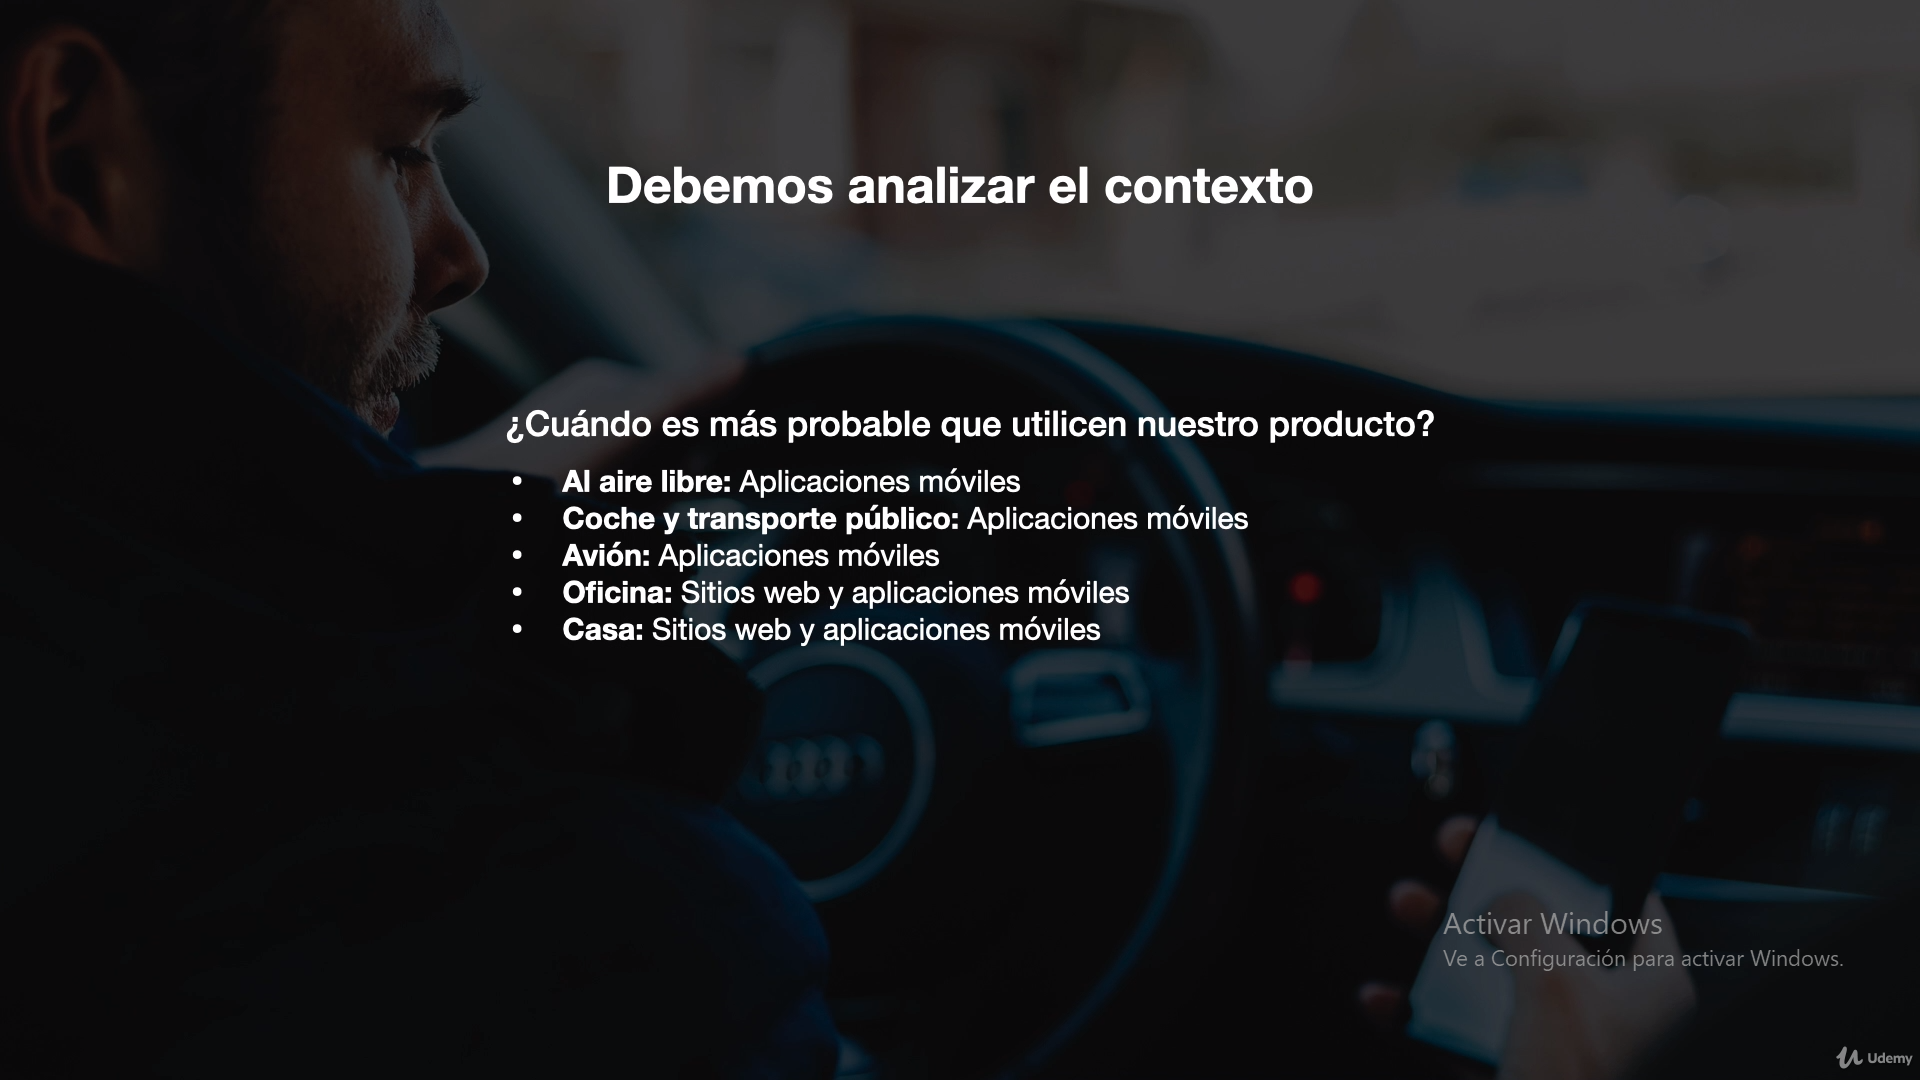 Debemos analizar el contexto
¿Cuándo es más probable que utilicen nuestro producto?
• Al aire libre: Aplicaciones móviles
• Coche y transporte público: Aplicaciones móviles
• Avión: Aplicaciones móviles
• Oficina: Sitios web y aplicaciones móviles
• Casa: Sitios web y aplicaciones móviles
Activar Windows
Ve a Configuración para activar Windows.
Udemy